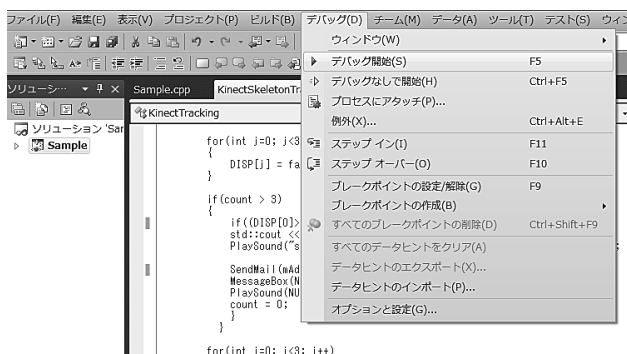 ファイル(F) 編集(E) 表示(V) プロジェクト(P) ビルド(B) デバッグ(D) チーム(M) データ(A) ツール(T) テスト(S) ウィン
ウィンドウ(W)
デバッグ開始(S) F5
デバッグなしで開始(H) Ctrl+F5
プロセスにアタッチ(P)...
例外(X)... Ctrl+Alt+E
ステップ イン(I) F11
ステップ オーバー(O) F10
ブレークポイントの設定/解除(G) F9
ブレークポイントの作成(B)
すべてのブレークポイントの削除(D) Ctrl+Shift+F9
すべてのデータヒントをクリア(A)
データヒントのエクスポート(X)...
データヒントのインポート(P)...
オプションと設定(G)...
ソリューシ…
ソリューション 'Sar
Sample
Sample.cpp KinectSkeletonTr
KinectTracking
for(int j=0; j<3
{
DISP[j] = fa
}
if(count > 3)
{
if((DISP[0]>
std::cout <<
PlaySound("s
SendMail(mAd
MessageBox(N
PlaySound(NU
count = 0;
}
}
for(int i=0; i<3; i++)